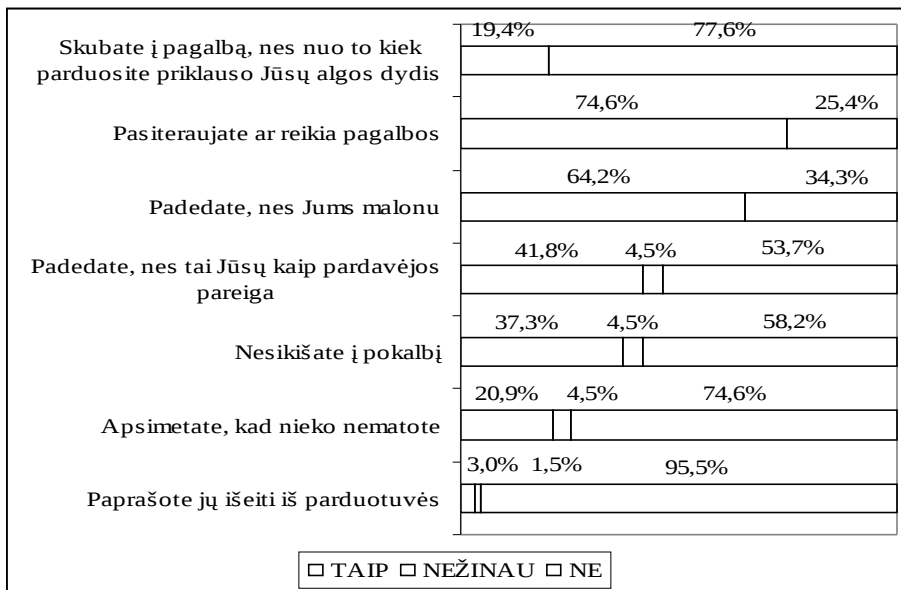 19,4% 77,6%
Skubate į pagalbą, nes nuo to kiek
parduosite priklauso Jūsų algos dydis
74,6% 25,4%
Pasiteraujate ar reikia pagalbos
64,2% 34,3%
Padedate, nes Jums malonu
41,8% 4,5% 53,7%
Padedate, nes tai Jūsų kaip pardavėjos
pareiga
37,3% 4,5% 58,2%
Nesikišate į pokalbį
20,9% 4,5% 74,6%
Apsimetate, kad nieko nematote
3,0% 1,5% 95,5%
Paprašote jų išeiti iš parduotuvės
TAIP NEŽINAU NE